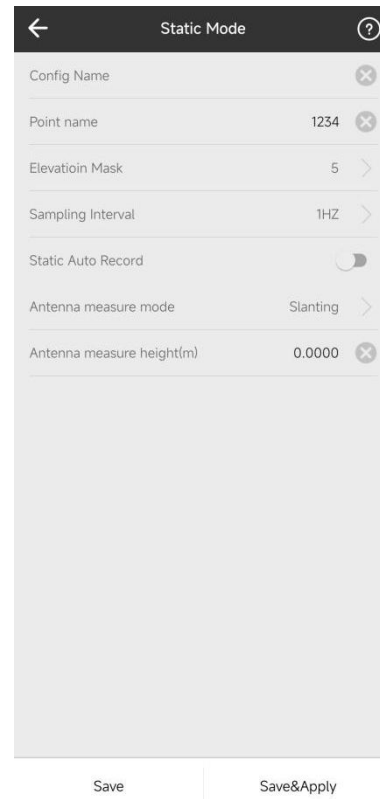 Static Mode
?
Config Name
Point name 1234
Elevatioin Mask 5
Sampling Interval 1HZ
Static Auto Record
Antenna measure mode Slanting
Antenna measure height(m) 0.0000
Save Save&Apply